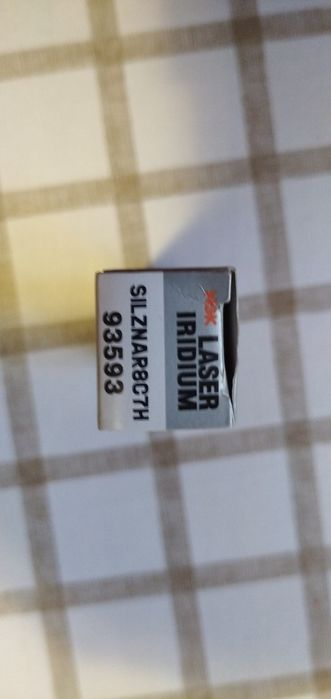 NGK LASER
IRIDIUM
SILZNAR8C7H
93593